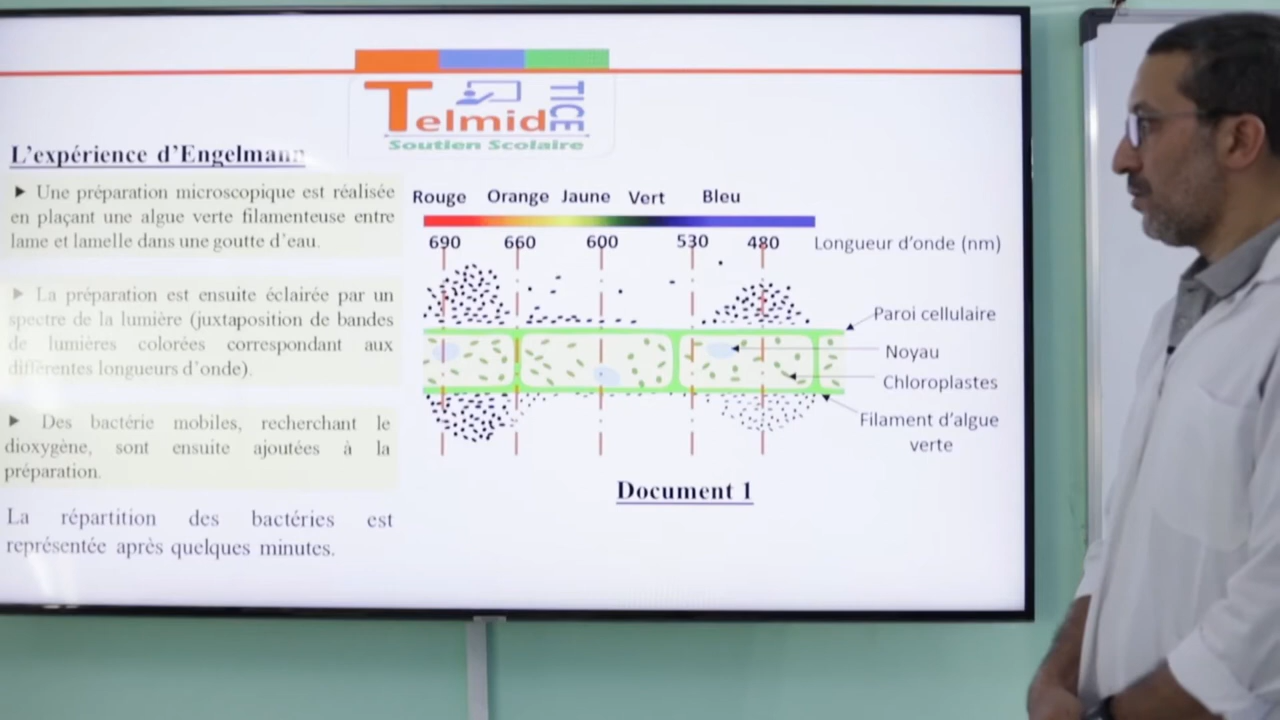 Telmid TICE
Soutien Scolaire
L'expérience d'Engelmann
► Une préparation microscopique est réalisée
en plaçant une algue verte filamenteuse entre
lame et lamelle dans une goutte d'eau.
► La préparation est ensuite éclairée par un
spectre de la lumière (juxtaposition de bandes
de lumières colorées correspondant aux
différentes longueurs d'onde).
► Des bactérie mobiles, recherchant le
dioxygène, sont ensuite ajoutées à la
préparation.
La répartition des bactéries est
représentée après quelques minutes.
Rouge Orange Jaune Vert Bleu
690 660 600 530 480 Longueur d'onde (nm)
Paroi cellulaire
Noyau
Chloroplastes
Filament d'algue
verte
Document 1